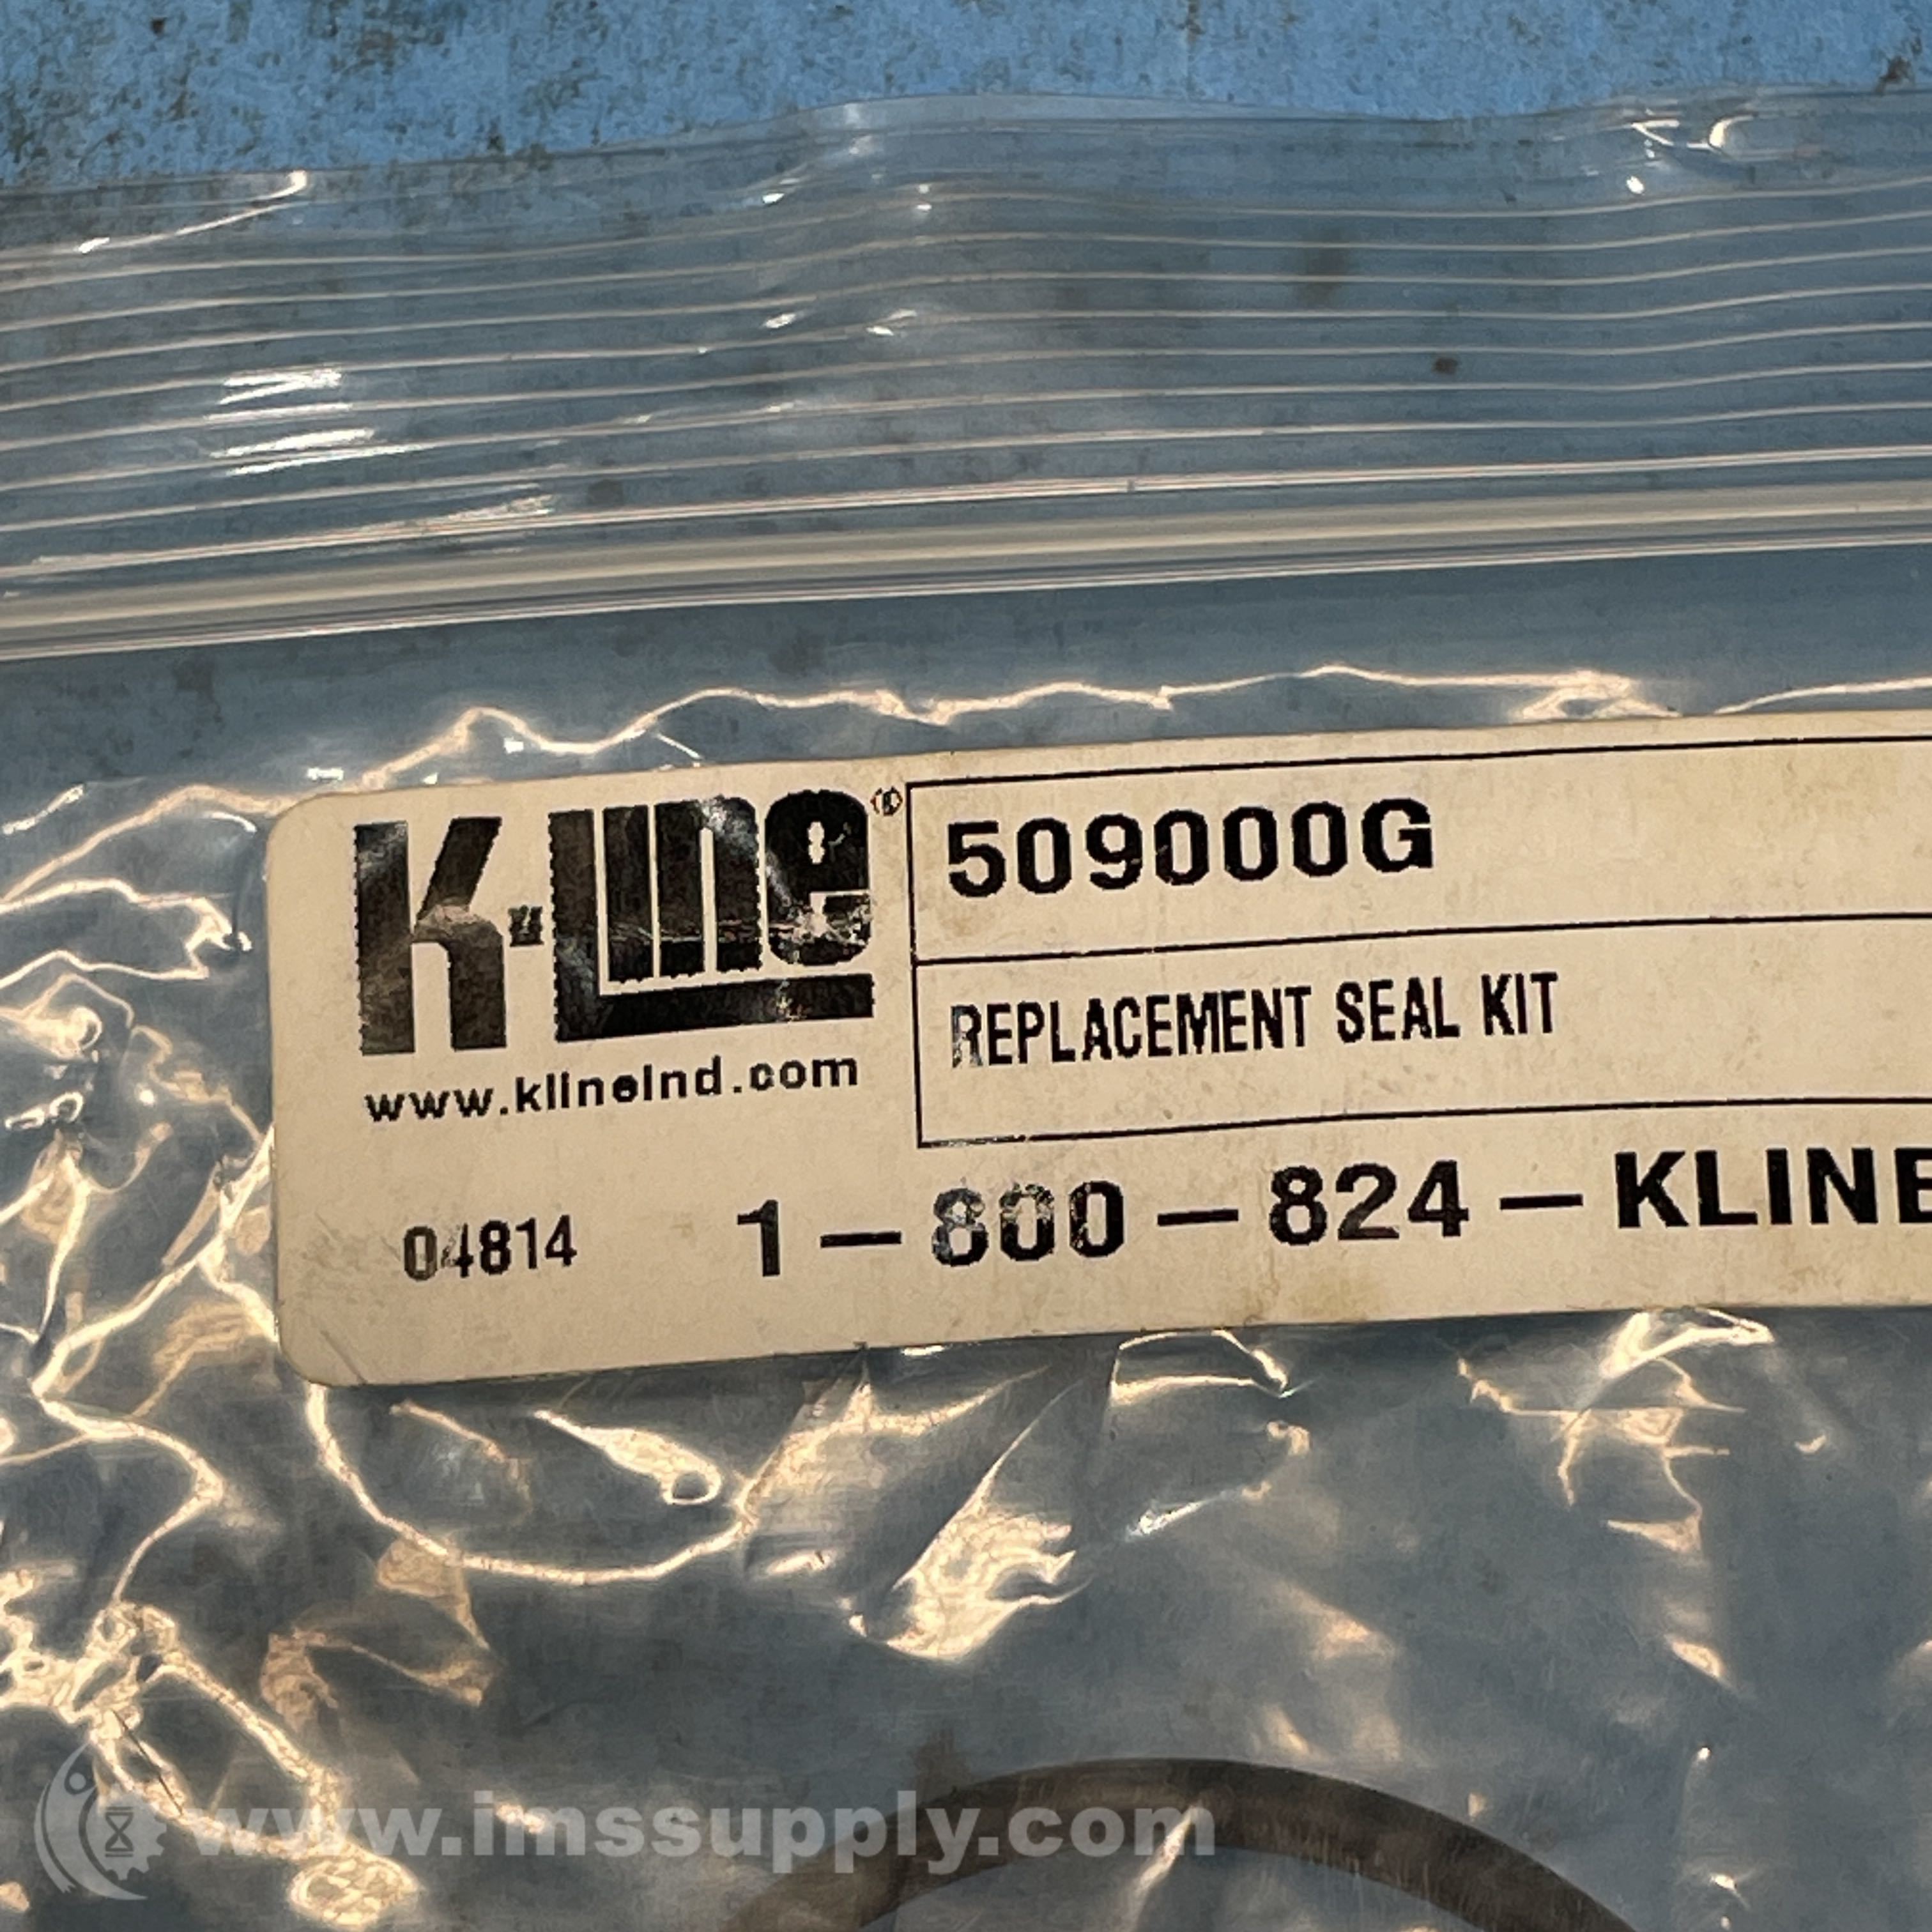 K-Line®
509000G
REPLACEMENT SEAL KIT
www.klineInd.com
04814
1-800-824-KLINE
www.imssupply.com